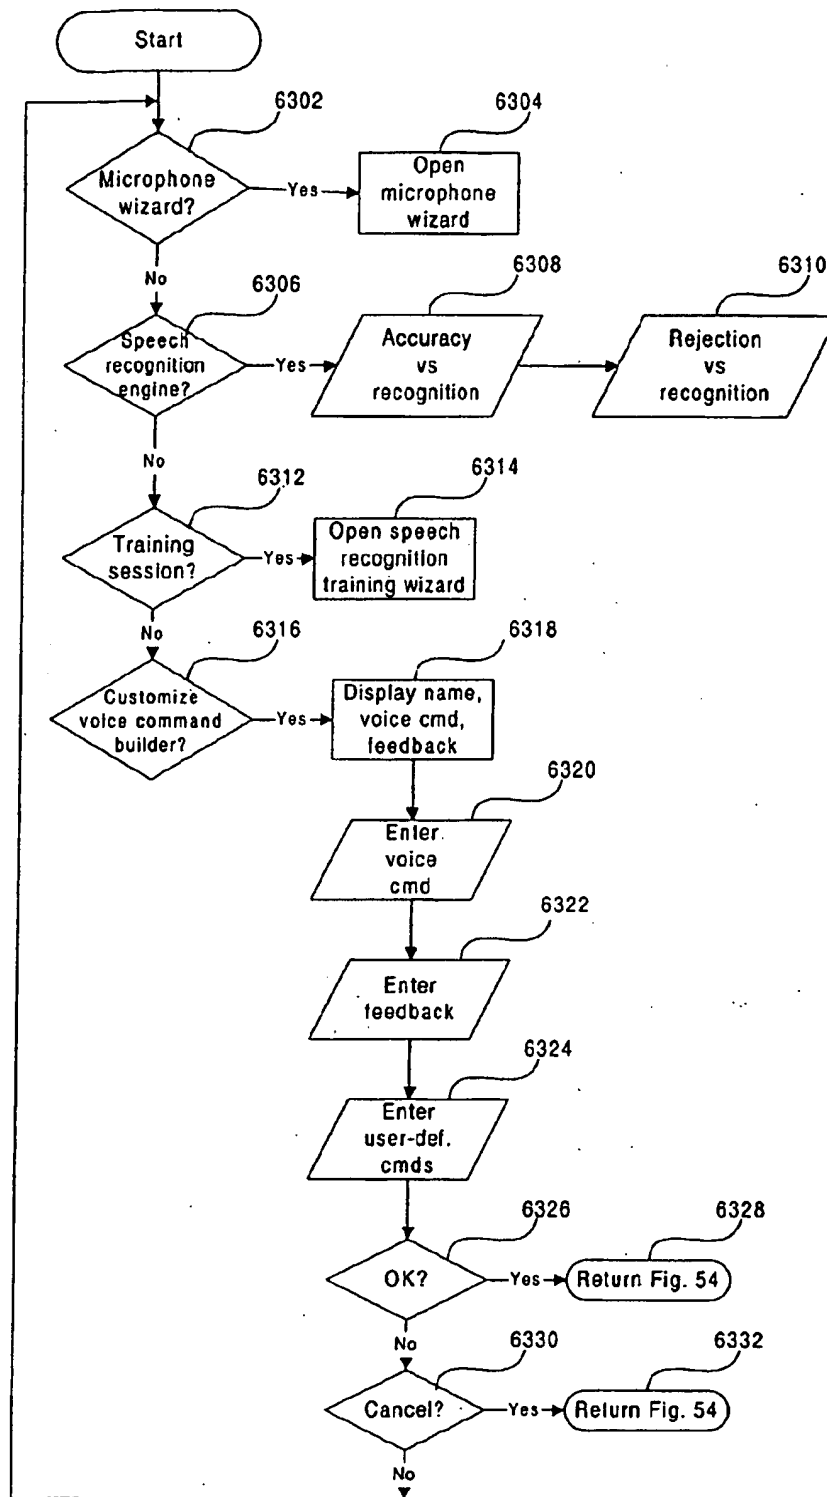 Start
6302
6304
Microphone
wizard?
Yes
Open
microphone
wizard
No
6306
6308
6310
Speech
recognition
engine?
Yes
Accuracy
vs
recognition
Rejection
vs
recognition
No
6312
6314
Training
session?
Yes
Open speech
recognition
training wizard
No
6316
6318
Customize
voice command
builder?
Yes
Display name,
voice cmd,
feedback
6320
Enter
voice
cmd
6322
Enter
feedback
6324
Enter
user-def.
cmds
6326
6328
OK?
Yes
Return Fig. 54
No
6330
6332
Cancel?
Yes
Return Fig. 54
No